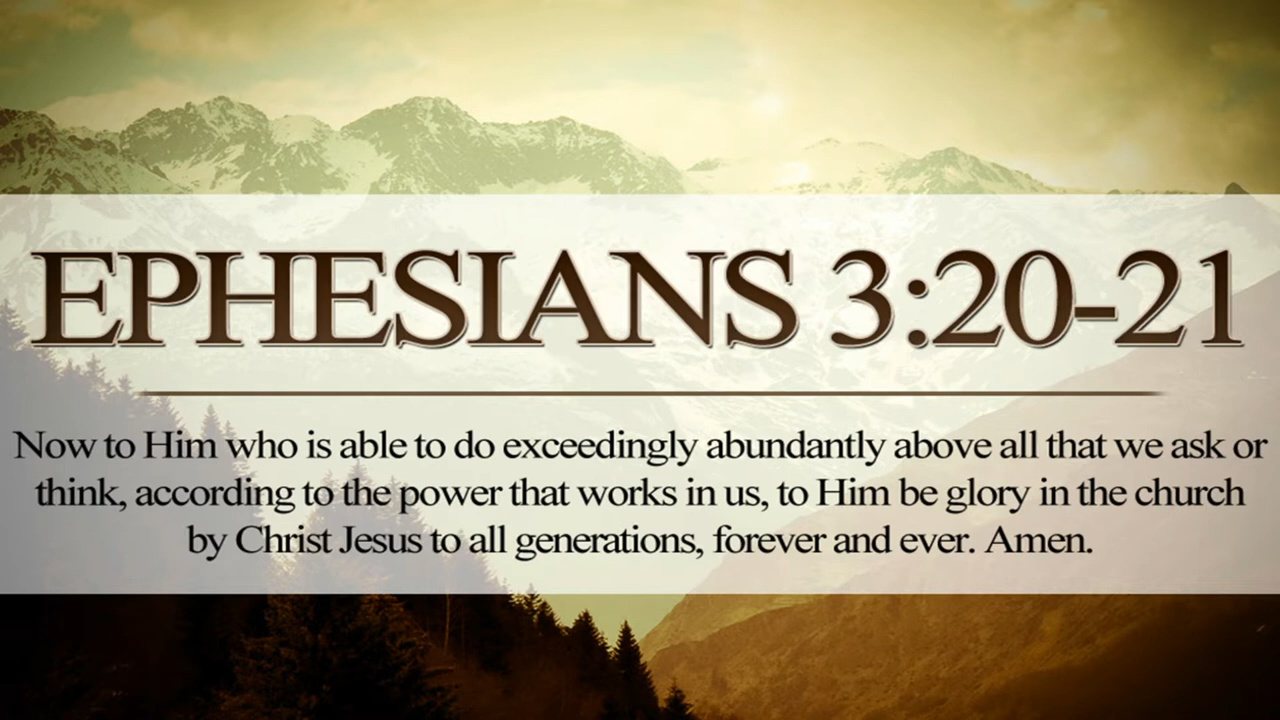 EPHESIANS 3:20-21
Now to Him who is able to do exceedingly abundantly above all that we ask or
think, according to the power that works in us, to Him be glory in the church
by Christ Jesus to all generations, forever and ever. Amen.